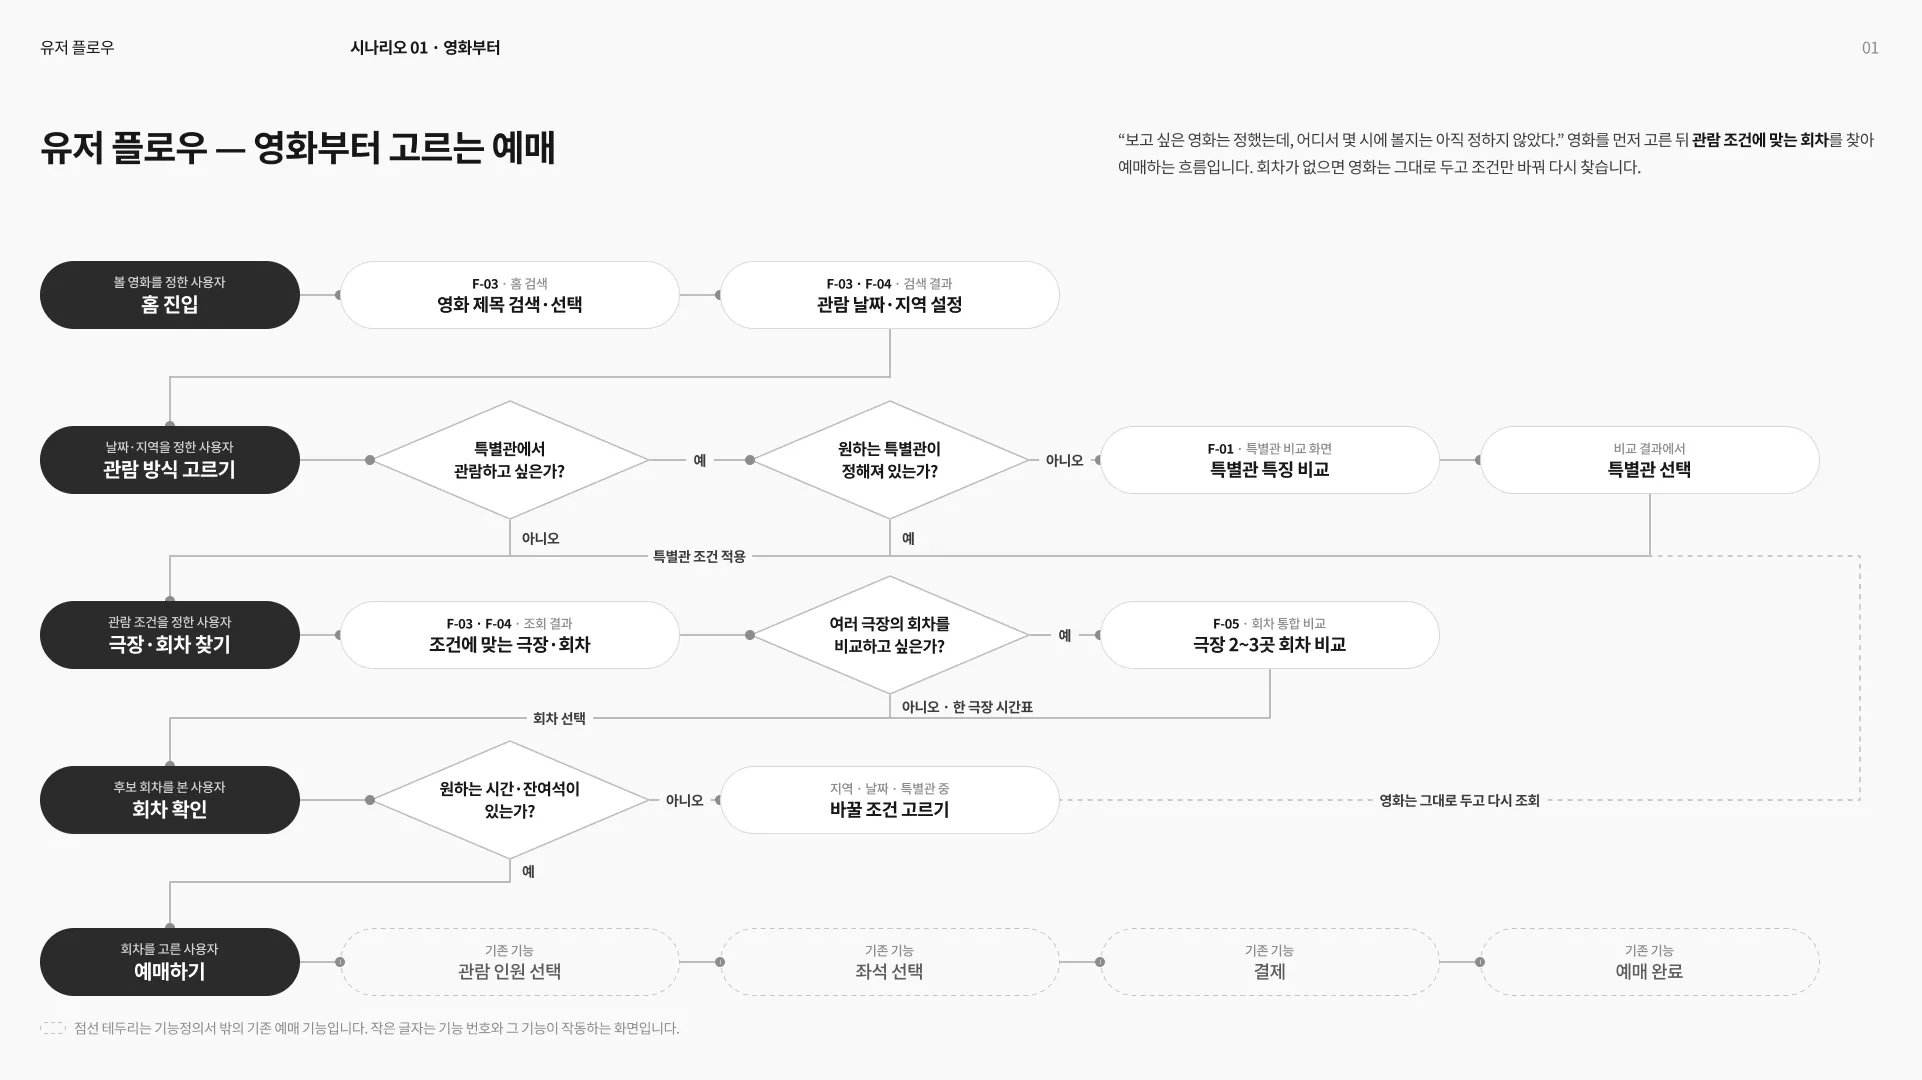 유저 플로우
시나리오 01 · 영화부터
01
유저 플로우 — 영화부터 고르는 예매
“보고 싶은 영화는 정했는데, 어디서 몇 시에 볼지는 아직 정하지 않았다.” 영화를 먼저 고른 뒤 관람 조건에 맞는 회차를 찾아
예매하는 흐름입니다. 회차가 없으면 영화는 그대로 두고 조건만 바꿔 다시 찾습니다.
볼 영화를 정한 사용자
홈 진입
F-03 · 홈 검색
영화 제목 검색·선택
F-03 · F-04 · 검색 결과
관람 날짜·지역 설정
날짜·지역을 정한 사용자
관람 방식 고르기
특별관에서
관람하고 싶은가?
예
원하는 특별관이
정해져 있는가?
아니오
F-01 · 특별관 비교 화면
특별관 특징 비교
비교 결과에서
특별관 선택
아니오
예
특별관 조건 적용
관람 조건을 정한 사용자
극장·회차 찾기
F-03 · F-04 · 조회 결과
조건에 맞는 극장·회차
여러 극장의 회차를
비교하고 싶은가?
예
F-05 · 회차 통합 비교
극장 2~3곳 회차 비교
아니오 · 한 극장 시간표
회차 선택
후보 회차를 본 사용자
회차 확인
원하는 시간·잔여석이
있는가?
아니오
지역 · 날짜 · 특별관 중
바꿀 조건 고르기
영화는 그대로 두고 다시 조회
예
회차를 고른 사용자
예매하기
기존 기능
관람 인원 선택
기존 기능
좌석 선택
기존 기능
결제
기존 기능
예매 완료
점선 테두리는 기능정의서 밖의 기존 예매 기능입니다. 작은 글자는 기능 번호와 그 기능이 작동하는 화면입니다.